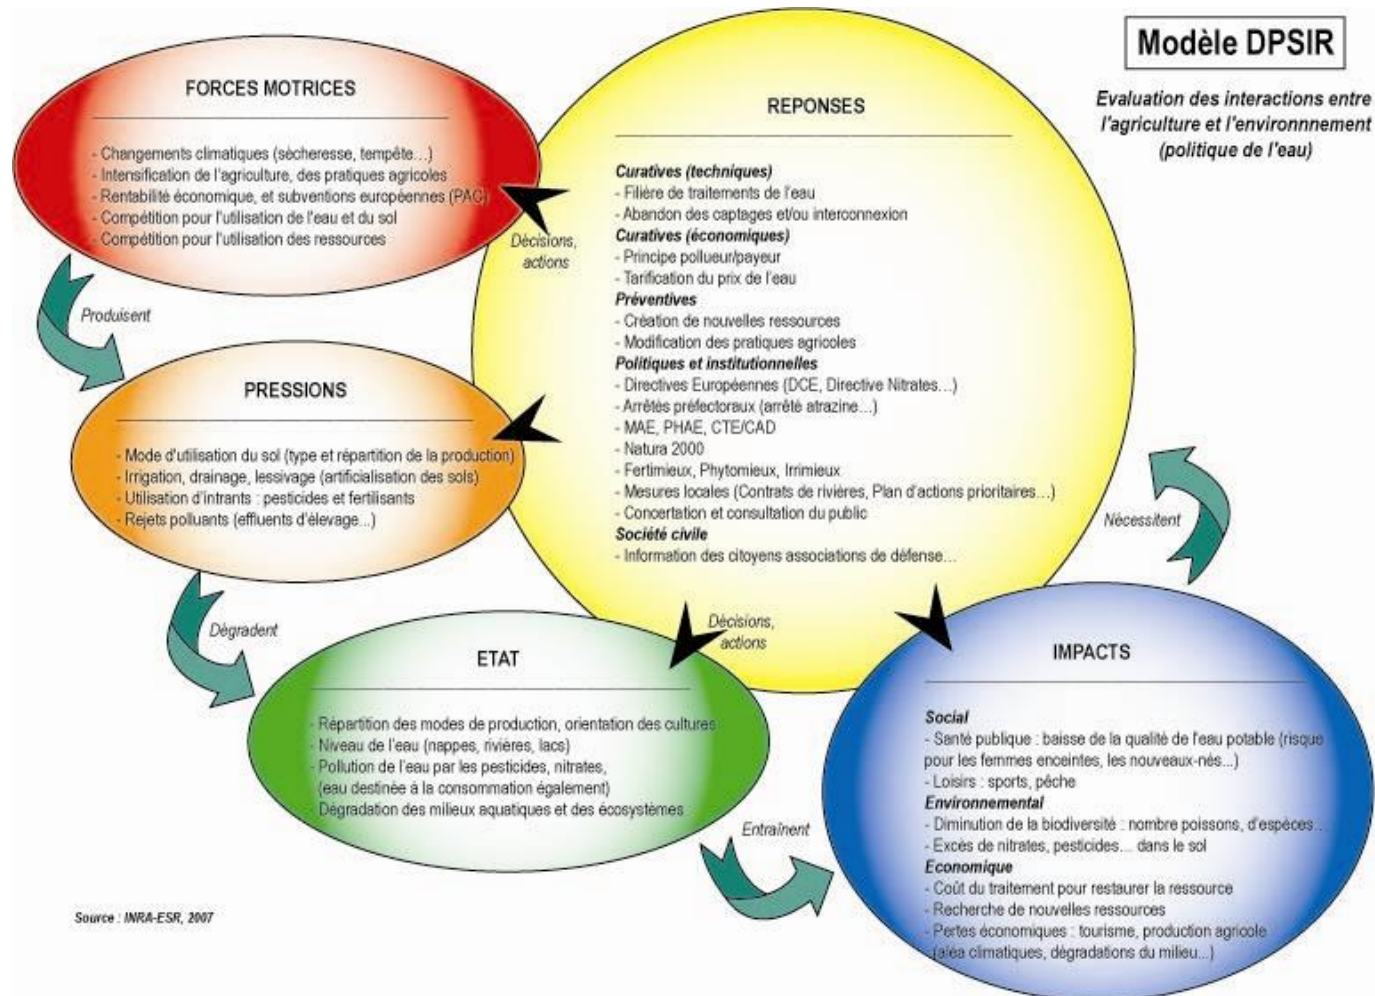 Modèle DPSIR
Evaluation des interactions entre
l'agriculture et l'environnnement
(politique de l'eau)
FORCES MOTRICES
- Changements climatiques (sécheresse, tempête...)
- Intensification de l'agriculture, des pratiques agricoles
- Rentabilité économique, et subventions européennes (PAC)
- Compétition pour l'utilisation de l'eau et du sol
- Compétition pour l'utilisation des ressources
Produisent
PRESSIONS
- Mode d'utilisation du sol (type et répartition de la production)
- Irrigation, drainage, lessivage (artificialisation des sols)
- Utilisation d'intrants : pesticides et fertilisants
- Rejets polluants (effluents d'élevage...)
Dégradent
ETAT
- Répartition des modes de production, orientation des cultures
- Niveau de l'eau (nappes, rivières, lacs)
- Pollution de l'eau par les pesticides, nitrates,
(eau destinée à la consommation également)
- Dégradation des milieux aquatiques et des écosystèmes
Entraînent
IMPACTS
Social
- Santé publique : baisse de la qualité de l'eau potable (risque
pour les femmes enceintes, les nouveaux-nés...)
- Loisirs : sports, pêche
Environnemental
- Diminution de la biodiversité : nombre poissons, d'espèces...
- Excès de nitrates, pesticides... dans le sol
Economique
- Coût du traitement pour restaurer la ressource
- Recherche de nouvelles ressources
- Pertes économiques : tourisme, production agricole
(aléa climatiques, dégradations du milieu...)
Nécessitent
REPONSES
Curatives (techniques)
- Filière de traitements de l'eau
- Abandon des captages et/ou interconnexion
Curatives (économiques)
- Principe pollueur/payeur
- Tarification du prix de l'eau
Préventives
- Création de nouvelles ressources
- Modification des pratiques agricoles
Politiques et institutionnelles
- Directives Européennes (DCE, Directive Nitrates...)
- Arrêtés préfectoraux (arrêté atrazine...)
- MAE, PHAE, CTE/CAD
- Natura 2000
- Fertimieux, Phytomieux, Irrimieux
- Mesures locales (Contrats de rivières, Plan d'actions prioritaires...)
- Concertation et consultation du public
Société civile
- Information des citoyens associations de défense...
Décisions,
actions
Décisions,
actions
Source : INRA-ESR, 2007